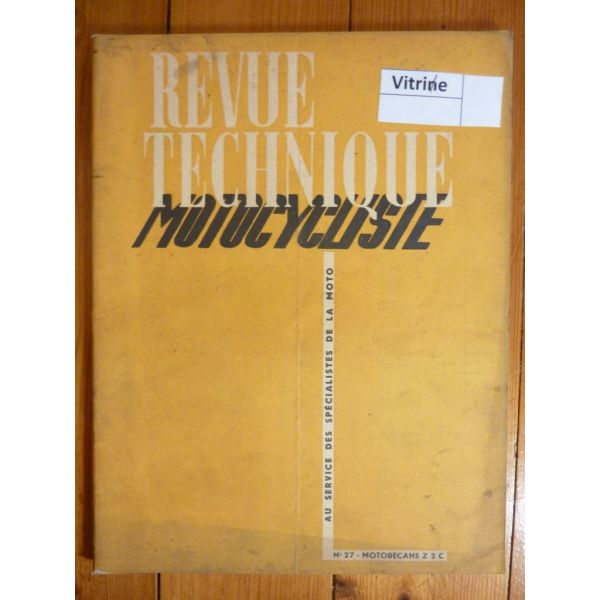 REVUE
TECHNIQUE
MOTOCYCLISTE
Vitrine
AU SERVICE DES SPÉCIALISTES DE LA MOTO
N° 27 - MOTOBECANE Z 2 C